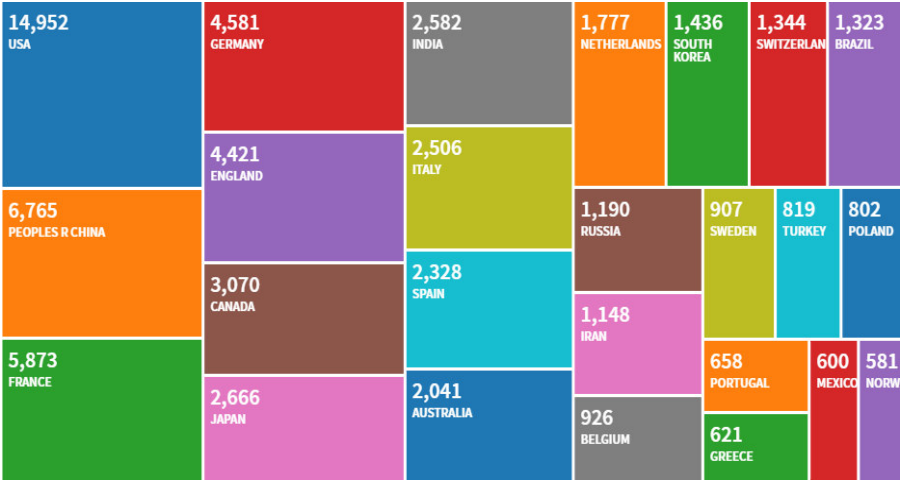 14,952
USA
6,765
PEOPLES R CHINA
5,873
FRANCE
4,581
GERMANY
4,421
ENGLAND
3,070
CANADA
2,666
JAPAN
2,582
INDIA
2,506
ITALY
2,328
SPAIN
2,041
AUSTRALIA
1,777
NETHERLANDS
1,436
SOUTH
KOREA
1,344
SWITZERLAN
1,323
BRAZIL
1,190
RUSSIA
1,148
IRAN
926
BELGIUM
907
SWEDEN
819
TURKEY
802
POLAND
658
PORTUGAL
621
GREECE
600
MEXICO
581
NORW